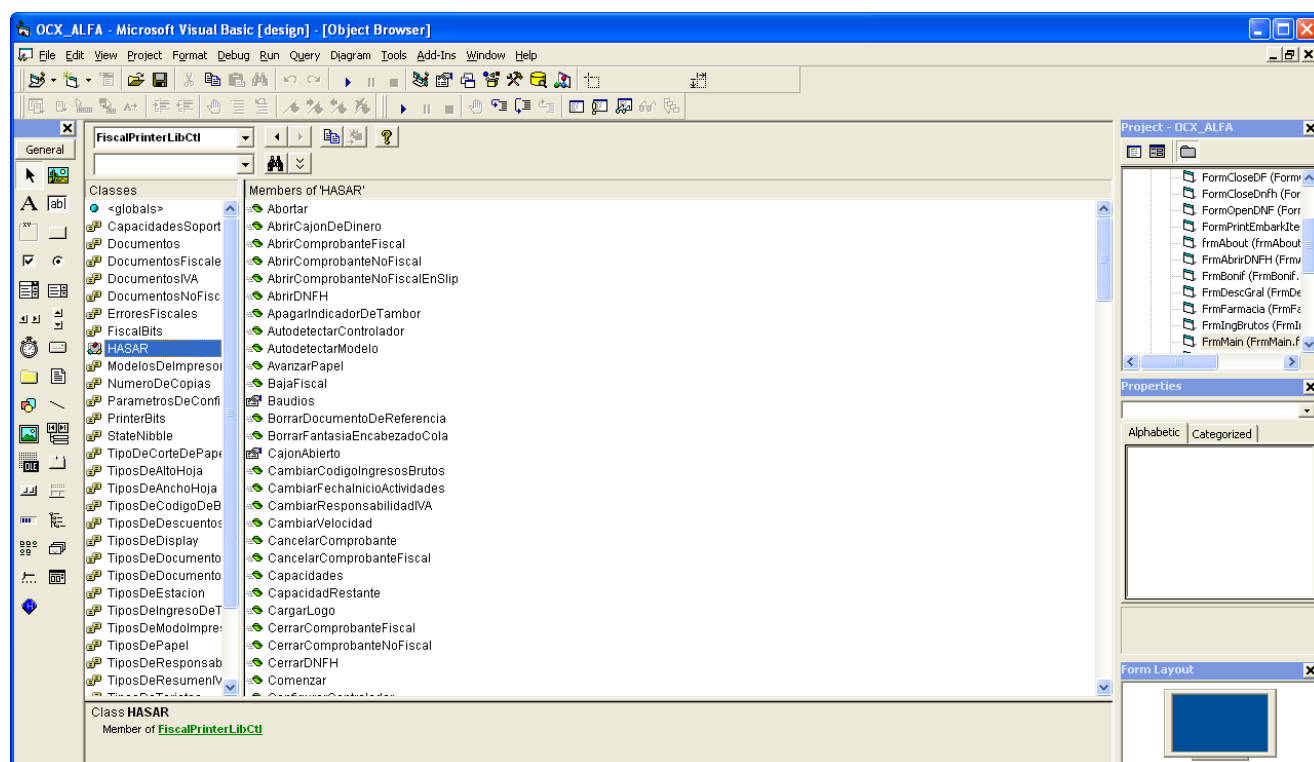 OCX_ALFA - Microsoft Visual Basic [design] - [Object Browser]
File Edit View Project Format Debug Run Query Diagram Tools Add-Ins Window Help
General
A
ab|
XY
OLE
FiscalPrinterLibCtl
Classes
<globals>
CapacidadesSoport
Documentos
DocumentosFiscale
DocumentosIVA
DocumentosNoFisc
ErroresFiscales
FiscalBits
HASAR
ModelosDeImpresor
NumeroDeCopias
ParametrosDeConfi
PrinterBits
StateNibble
TipoDeCorteDePape
TiposDeAltoHoja
TiposDeAnchoHoja
TiposDeCodigoDeB
TiposDeDescuentos
TiposDeDisplay
TiposDeDocumento
TiposDeDocumento
TiposDeEstacion
TiposDeIngresoDeT
TiposDeModoImpre
TiposDePapel
TiposDeResponsab
TiposDeResumenIV
Members of 'HASAR'
Abortar
AbrirCajonDeDinero
AbrirComprobanteFiscal
AbrirComprobanteNoFiscal
AbrirComprobanteNoFiscalEnSlip
AbrirDNFH
ApagarIndicadorDeTambor
AutodetectarControlador
AutodetectarModelo
AvanzarPapel
BajaFiscal
Baudios
BorrarDocumentoDeReferencia
BorrarFantasiaEncabezadoCola
CajonAbierto
CambiarCodigoIngresosBrutos
CambiarFechaInicioActividades
CambiarResponsabilidadIVA
CambiarVelocidad
CancelarComprobante
CancelarComprobanteFiscal
Capacidades
CapacidadRestante
CargarLogo
CerrarComprobanteFiscal
CerrarComprobanteNoFiscal
CerrarDNFH
Comenzar
Class HASAR
Member of FiscalPrinterLibCtl
Project - OCX_ALFA
FormCloseDF (Form
FormCloseDnfh (For
FormOpenDNF (For
FormPrintEmbarkIte
frmAbout (frmAbout
FrmAbrirDNFH (Frm
FrmBonif (FrmBonif.
FrmDescGral (FrmDe
FrmFarmacia (FrmFa
FrmIngBrutos (FrmI
FrmMain (FrmMain.f
Properties
Alphabetic Categorized
Form Layout